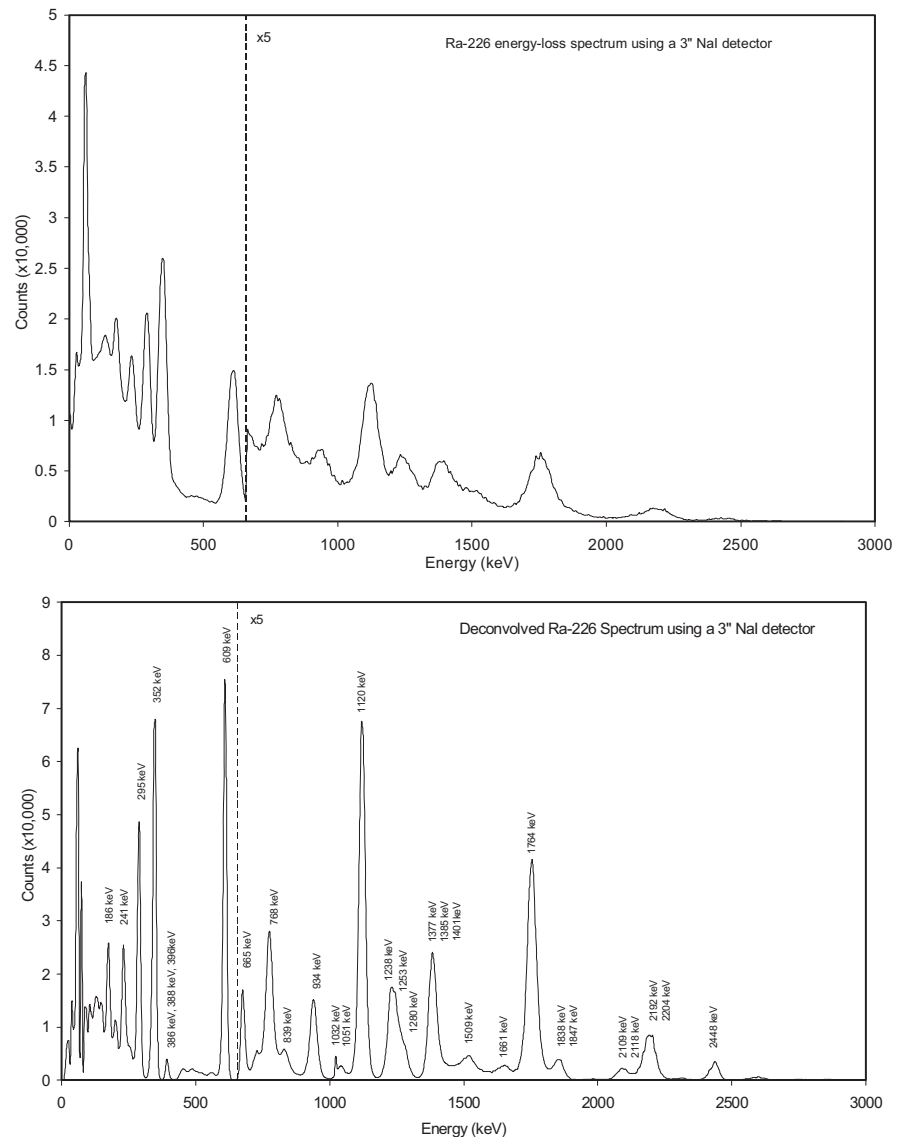 Ra-226 energy-loss spectrum using a 3" NaI detector
x5
Counts (x10,000)
5
4.5
4
3.5
3
2.5
2
1.5
1
0.5
0
0 500 1000 1500 2000 2500 3000
Energy (keV)
Deconvolved Ra-226 Spectrum using a 3" NaI detector
x5
Counts (x10,000)
9
8
7
6
5
4
3
2
1
0
186 keV
241 keV
295 keV
352 keV
386 keV, 388 keV, 396keV
609 keV
665 keV
768 keV
839 keV
934 keV
1032 keV
1051 keV
1120 keV
1238 keV
1253 keV
1280 keV
1377 keV
1385 keV
1401 keV
1509 keV
1661 keV
1764 keV
1838 keV
1847 keV
2109 keV
2118 keV
2192 keV
2204 keV
2448 keV
0 500 1000 1500 2000 2500 3000
Energy (keV)